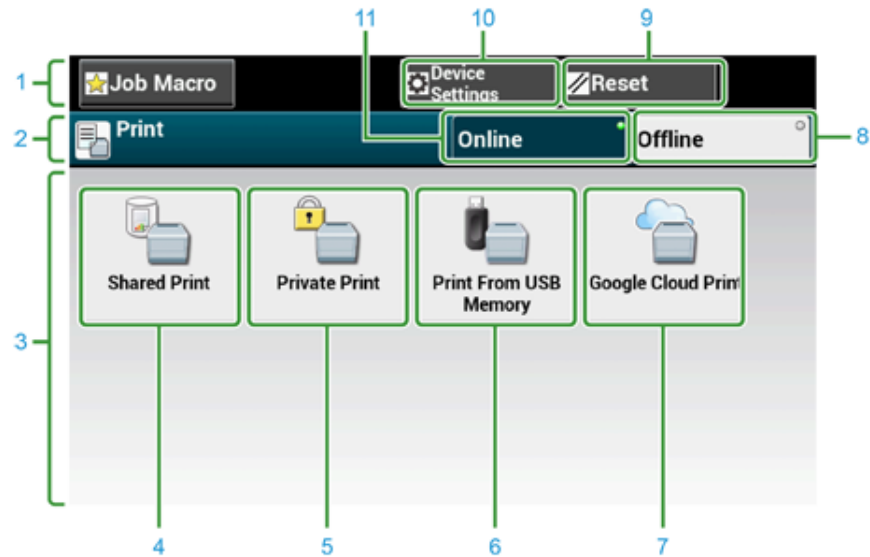 11
10
9
1
Job Macro
Device
Settings
Reset
2
Print
Online
Offline
8
3
Shared Print
Private Print
Print From USB
Memory
Google Cloud Print
4
5
6
7